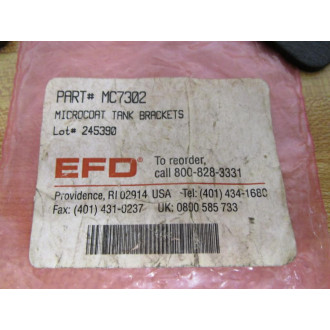 PART# MC7302
MICROCOAT TANK BRACKETS
Lot# 245390
EFD® To reorder,
call 800-828-3331
Providence, RI 02914 USA Tel: (401) 434-1680
Fax: (401) 431-0237 UK: 0800 585 733